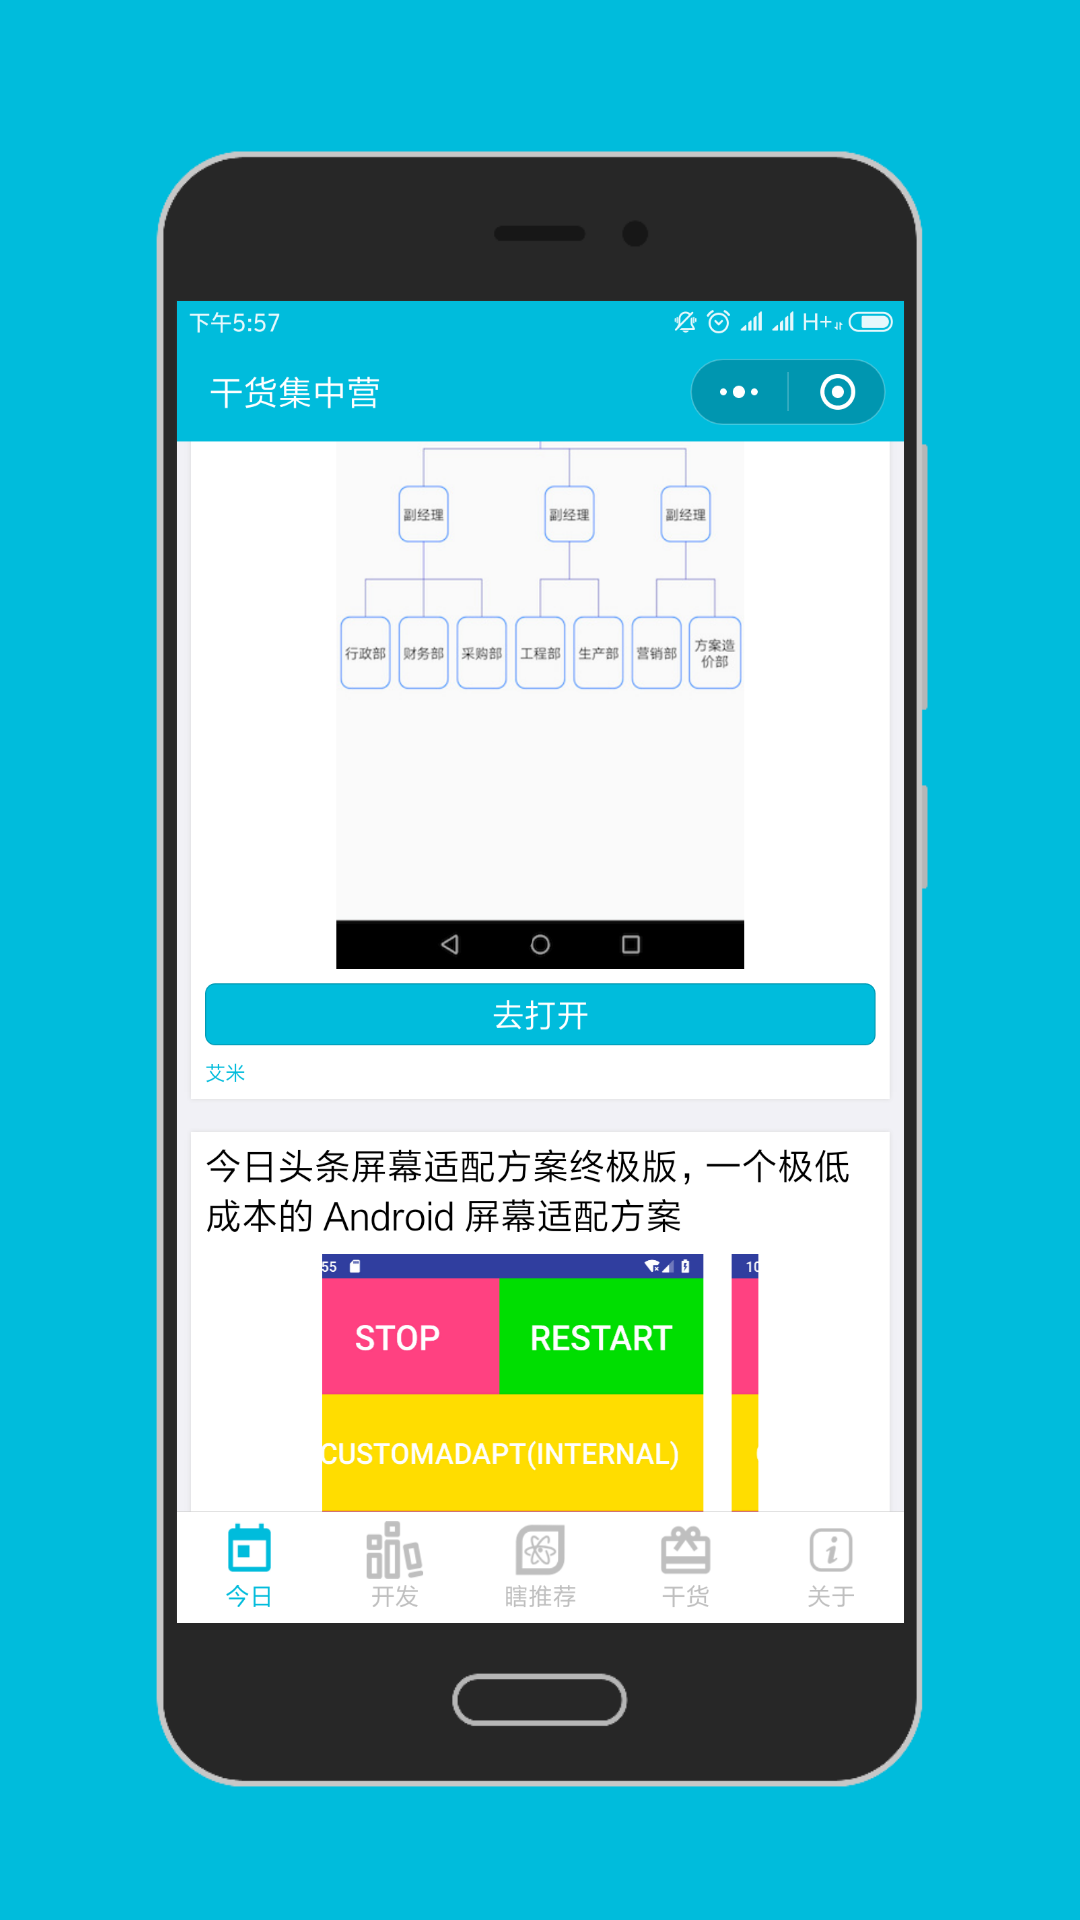 下午5:57
H+
干货集中营
副经理 副经理 副经理
行政部 财务部 采购部 工程部 生产部 营销部 方案造
价部
去打开
艾米
今日头条屏幕适配方案终极版，一个极低
成本的 Android 屏幕适配方案
55
10
STOP RESTART
CUSTOMADAPT(INTERNAL)
今日 开发 瞎推荐 干货 关于